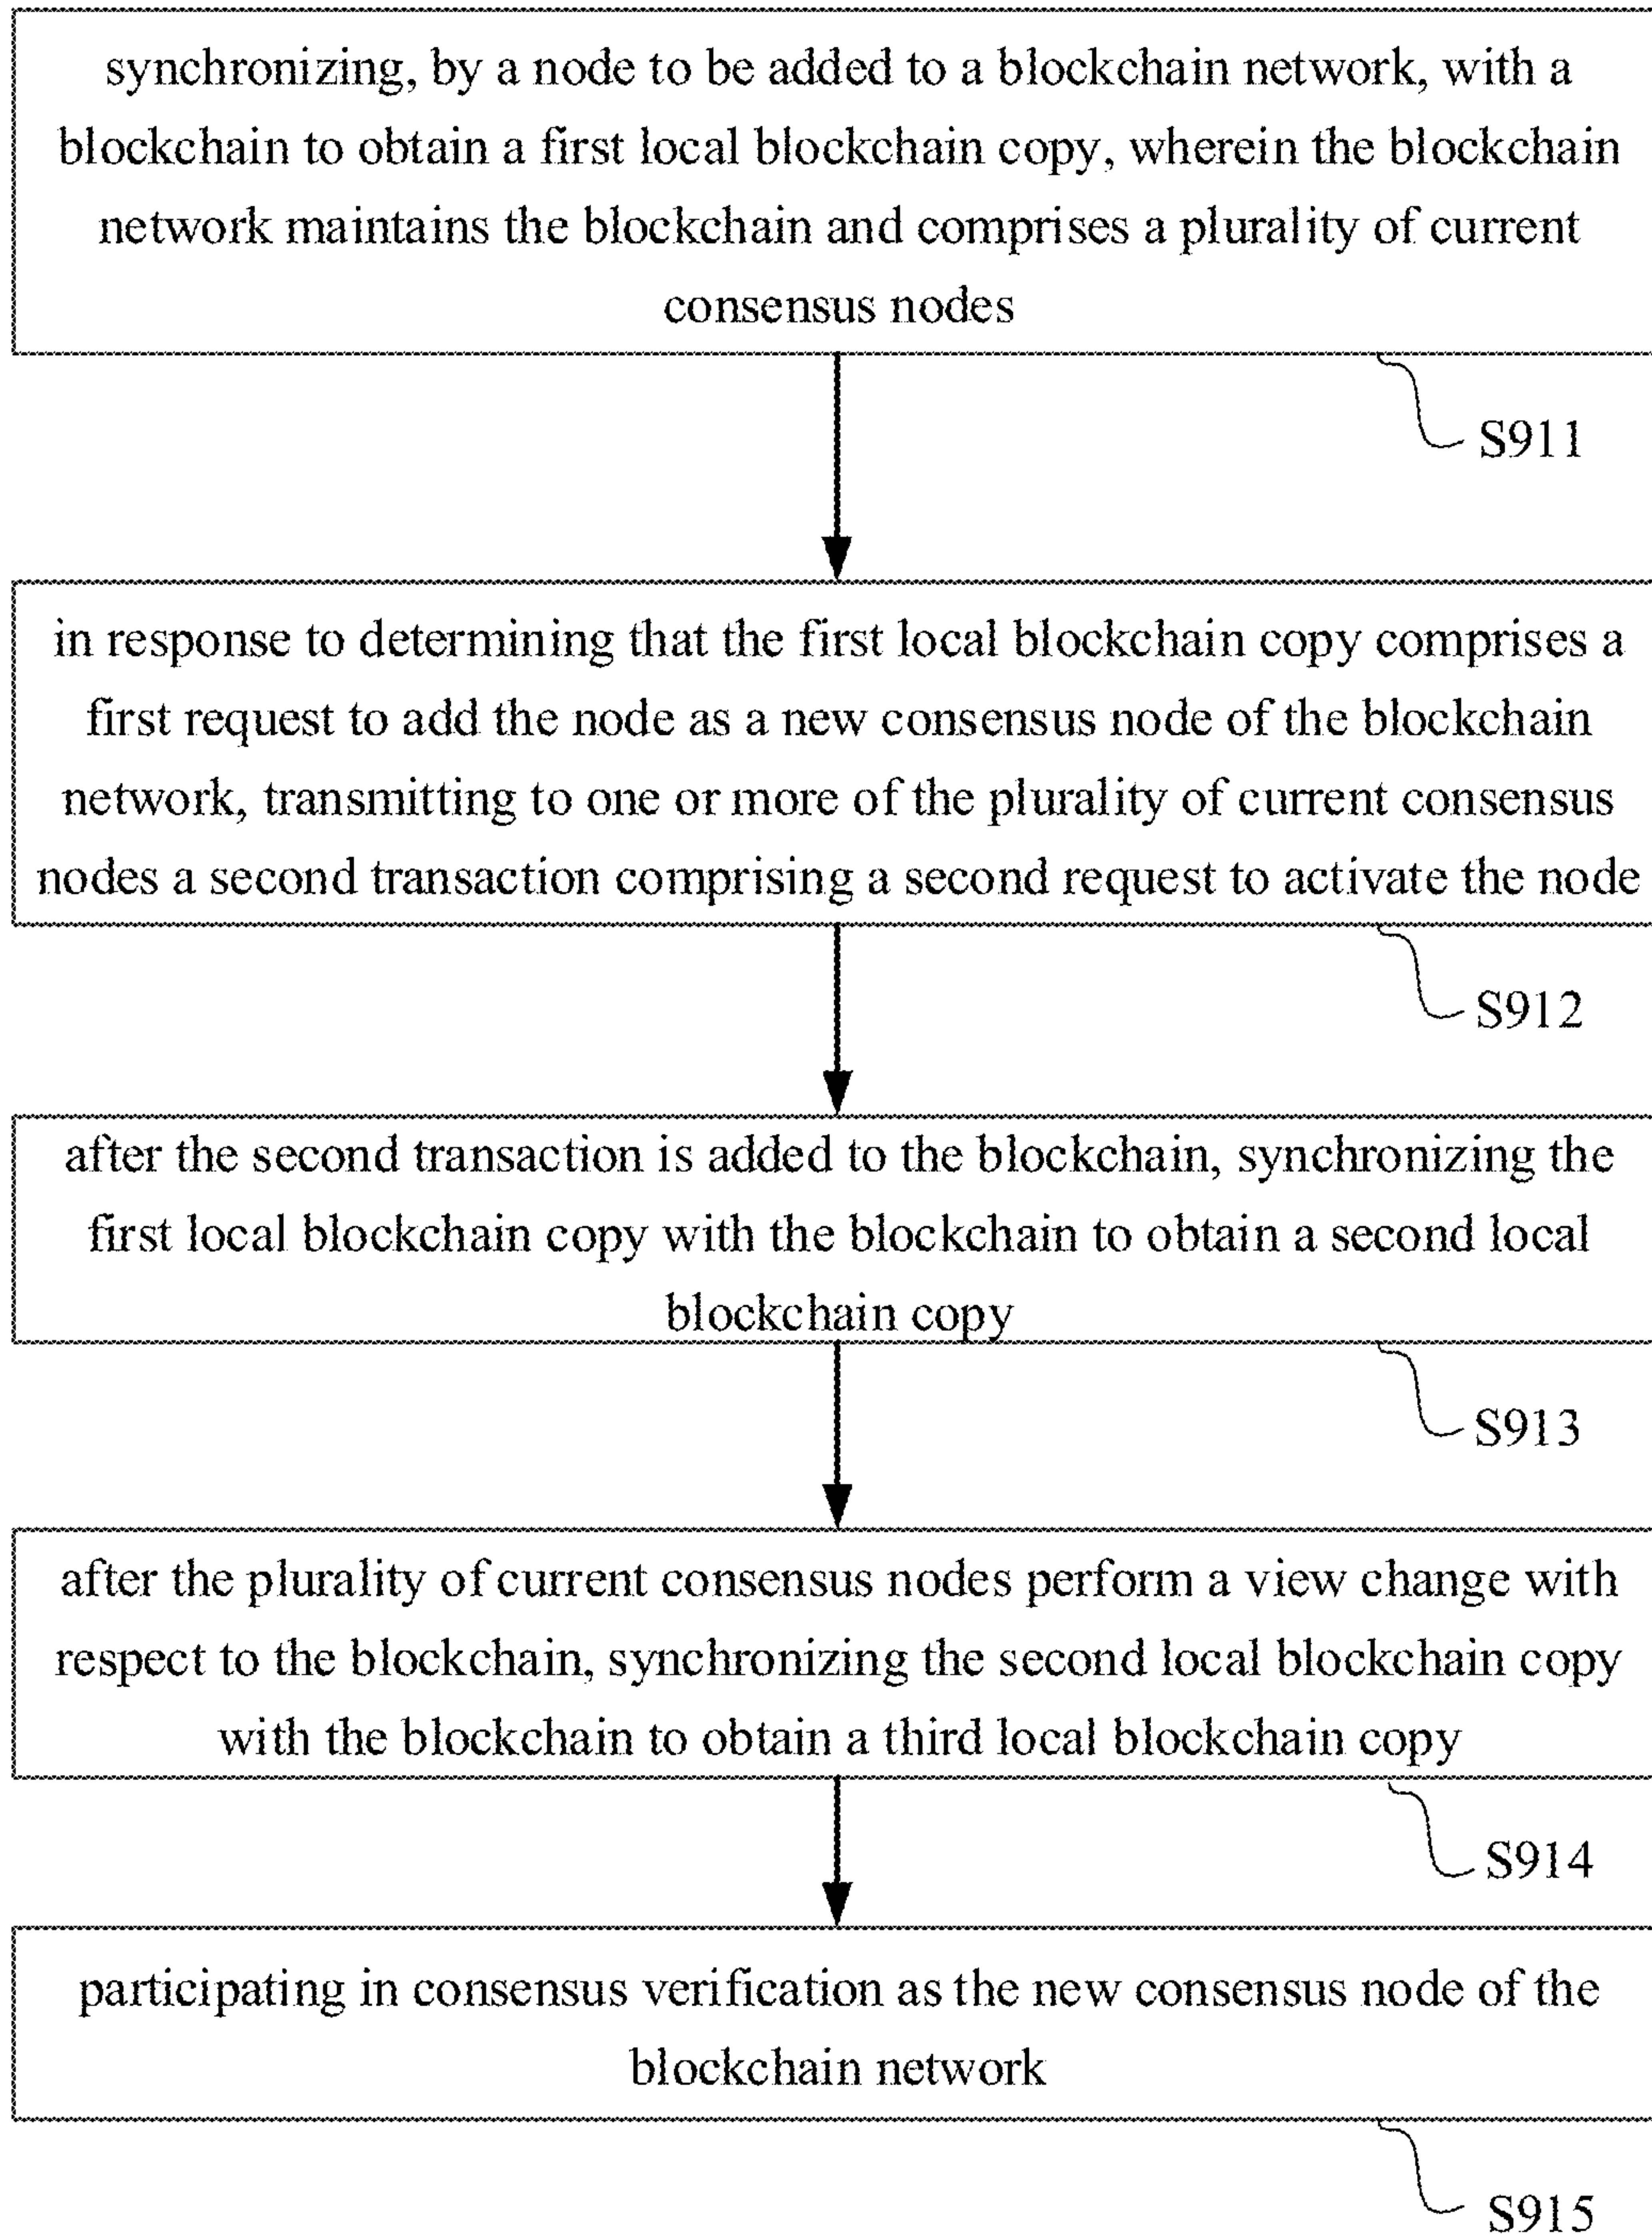 synchronizing, by a node to be added to a blockchain network, with a
blockchain to obtain a first local blockchain copy, wherein the blockchain
network maintains the blockchain and comprises a plurality of current
consensus nodes
S911
in response to determining that the first local blockchain copy comprises a
first request to add the node as a new consensus node of the blockchain
network, transmitting to one or more of the plurality of current consensus
nodes a second transaction comprising a second request to activate the node
S912
after the second transaction is added to the blockchain, synchronizing the
first local blockchain copy with the blockchain to obtain a second local
blockchain copy
S913
after the plurality of current consensus nodes perform a view change with
respect to the blockchain, synchronizing the second local blockchain copy
with the blockchain to obtain a third local blockchain copy
S914
participating in consensus verification as the new consensus node of the
blockchain network
S915